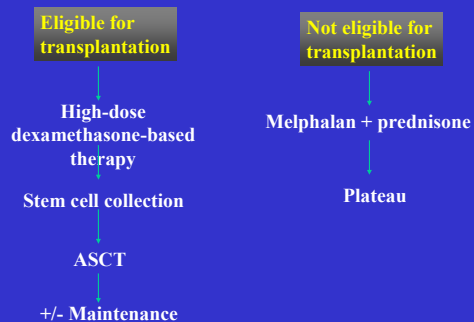 Eligible for
transplantation
High-dose
dexamethasone-based
therapy
Stem cell collection
ASCT
+/- Maintenance
Not eligible for
transplantation
Melphalan + prednisone
Plateau